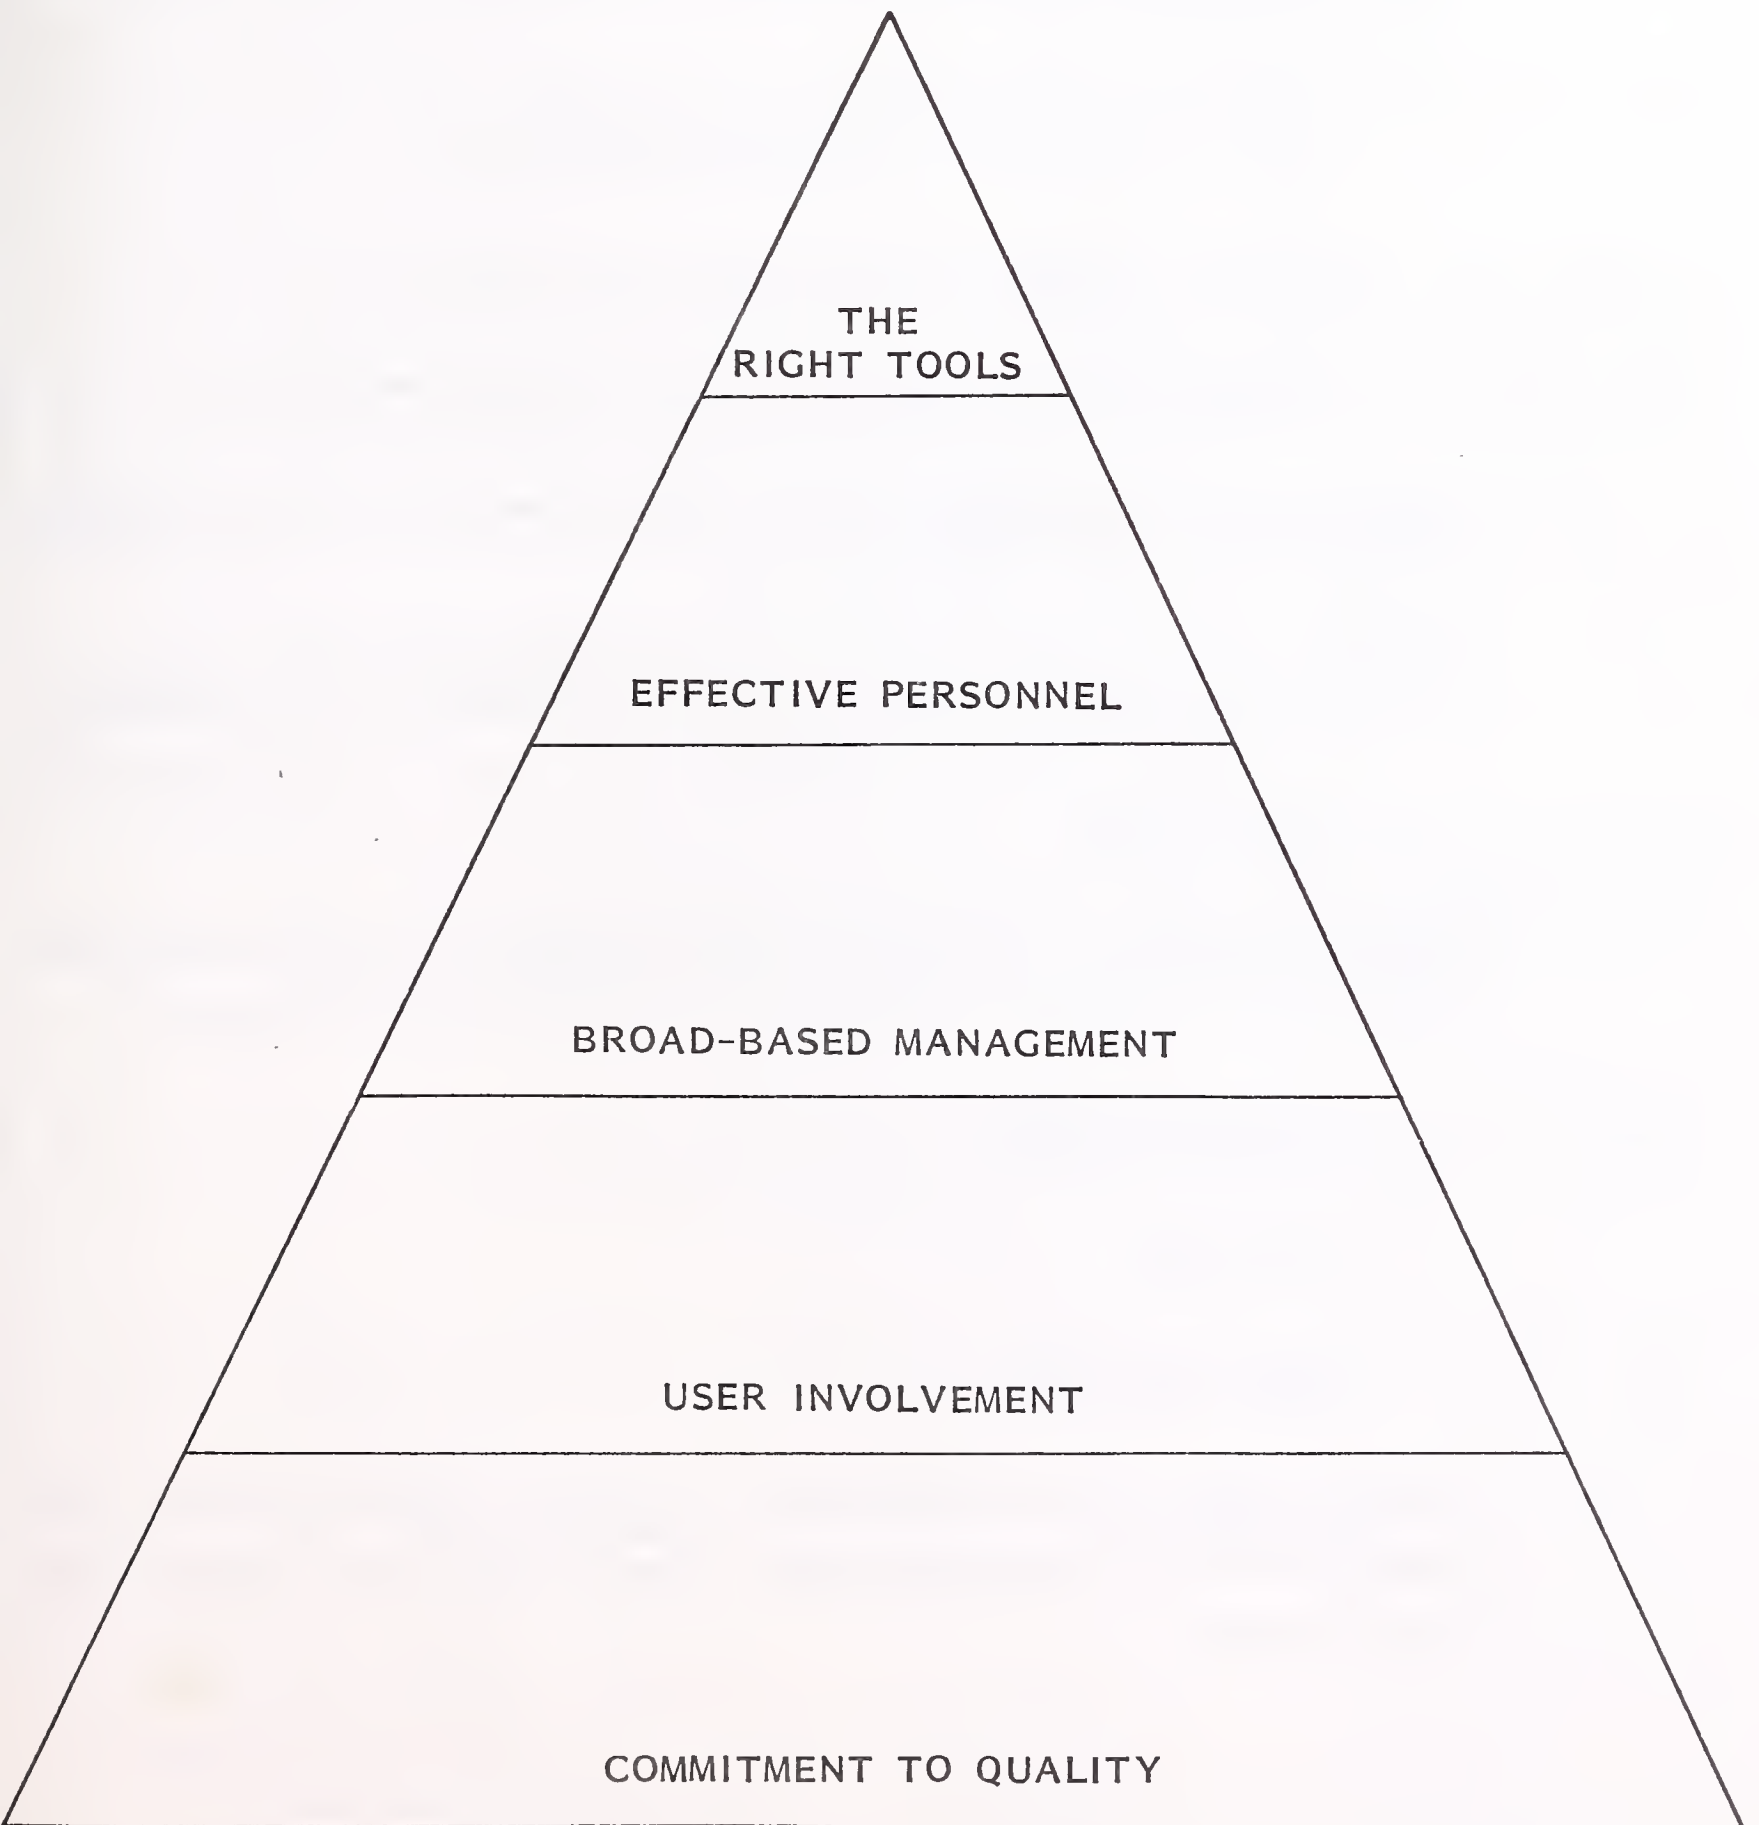 THE
RIGHT TOOLS
EFFECTIVE PERSONNEL
BROAD-BASED MANAGEMENT
USER INVOLVEMENT
COMMITMENT TO QUALITY